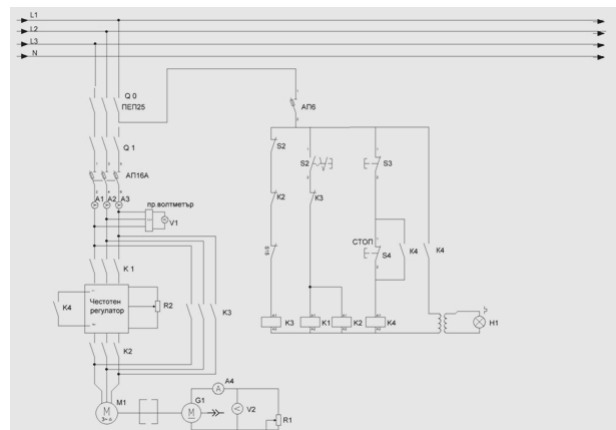 L1
L2
L3
N
Q 0
ПЕП25
АП6
Q 1
S2
S2
S3
АП16А
A1 A2 A3
пр.волтметър
V1
K2
K3
СТОП
S4
K4
K4
K 1
K4
Честотен
регулатор
R2
K3
K3
K1
K2
K4
H1
K2
M1
A4
G1
V2
R1